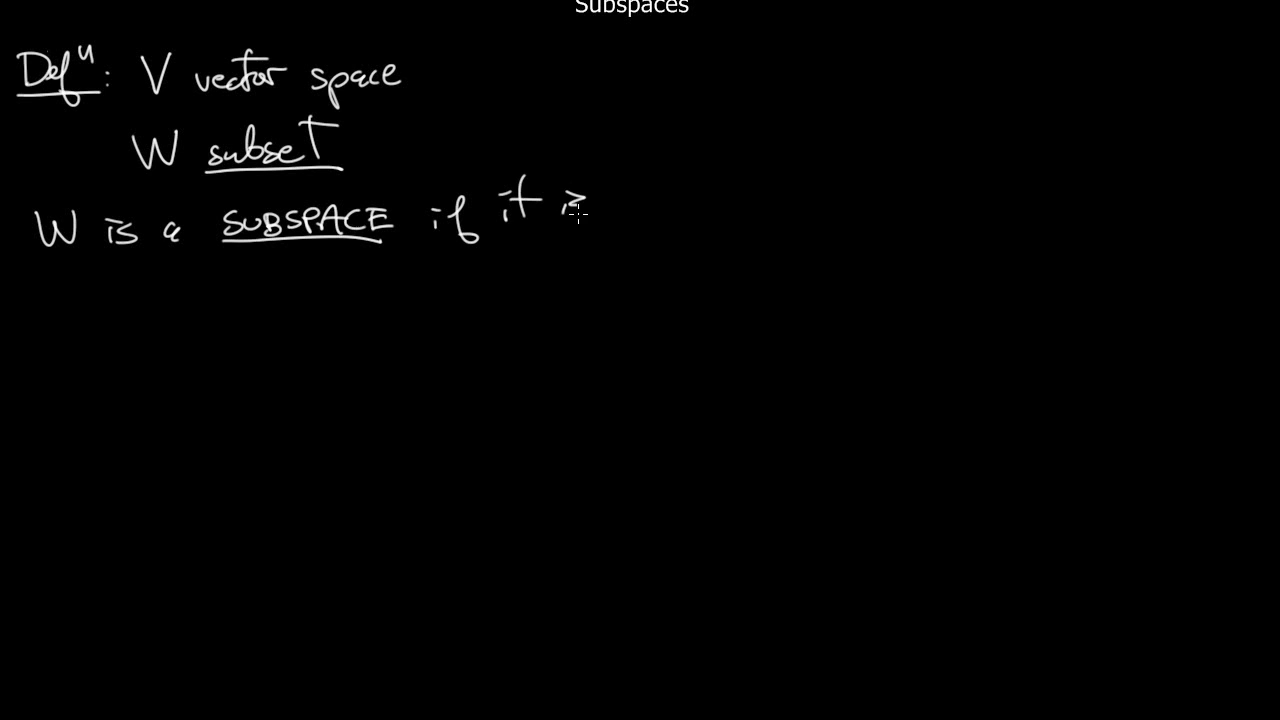 Subspaces
Defn: V vector space
W subset
W is a SUBSPACE if it is